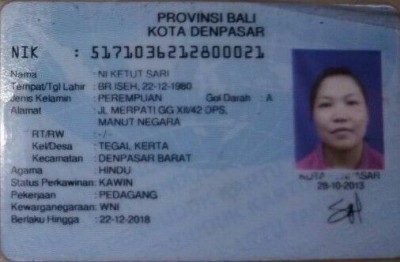 PROVINSI BALI
KOTA DENPASAR
NIK : 5171036212800021
Nama : NI KETUT SARI
Tempat/Tgl Lahir : BR ISEH, 22-12-1980
Jenis Kelamin : PEREMPUAN Gol Darah : A
Alamat : JL MERPATI GG XII/42 DPS,
MANUT NEGARA
RT/RW : -/-
Kel/Desa : TEGAL KERTA
Kecamatan : DENPASAR BARAT
Agama : HINDU
Status Perkawinan: KAWIN
Pekerjaan : PEDAGANG
Kewarganegaraan: WNI
Berlaku Hingga : 22-12-2018
KOTA DENPASAR
29-10-2013